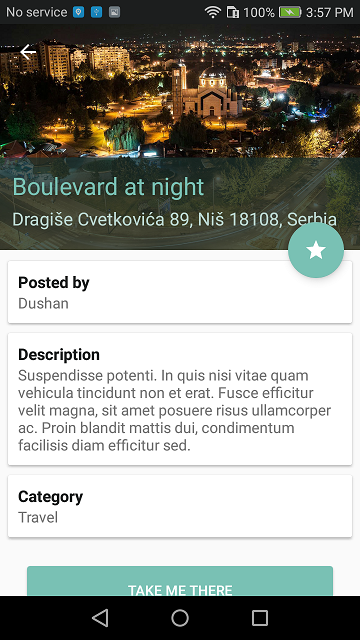 No service 100% 3:57 PM
Boulevard at night
Dragiše Cvetkovića 89, Niš 18108, Serbia
Posted by
Dushan
Description
Suspendisse potenti. In quis nisi vitae quam
vehicula tincidunt non et erat. Fusce efficitur
velit magna, sit amet posuere risus ullamcorper
ac. Proin blandit mattis dui, condimentum
facilisis diam efficitur sed.
Category
Travel
TAKE ME THERE